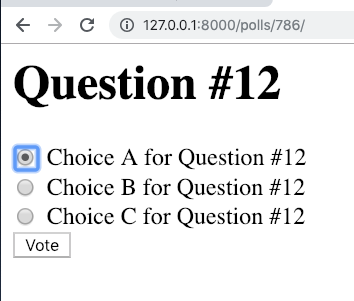 127.0.0.1:8000/polls/786/
Question #12
Choice A for Question #12
Choice B for Question #12
Choice C for Question #12
Vote